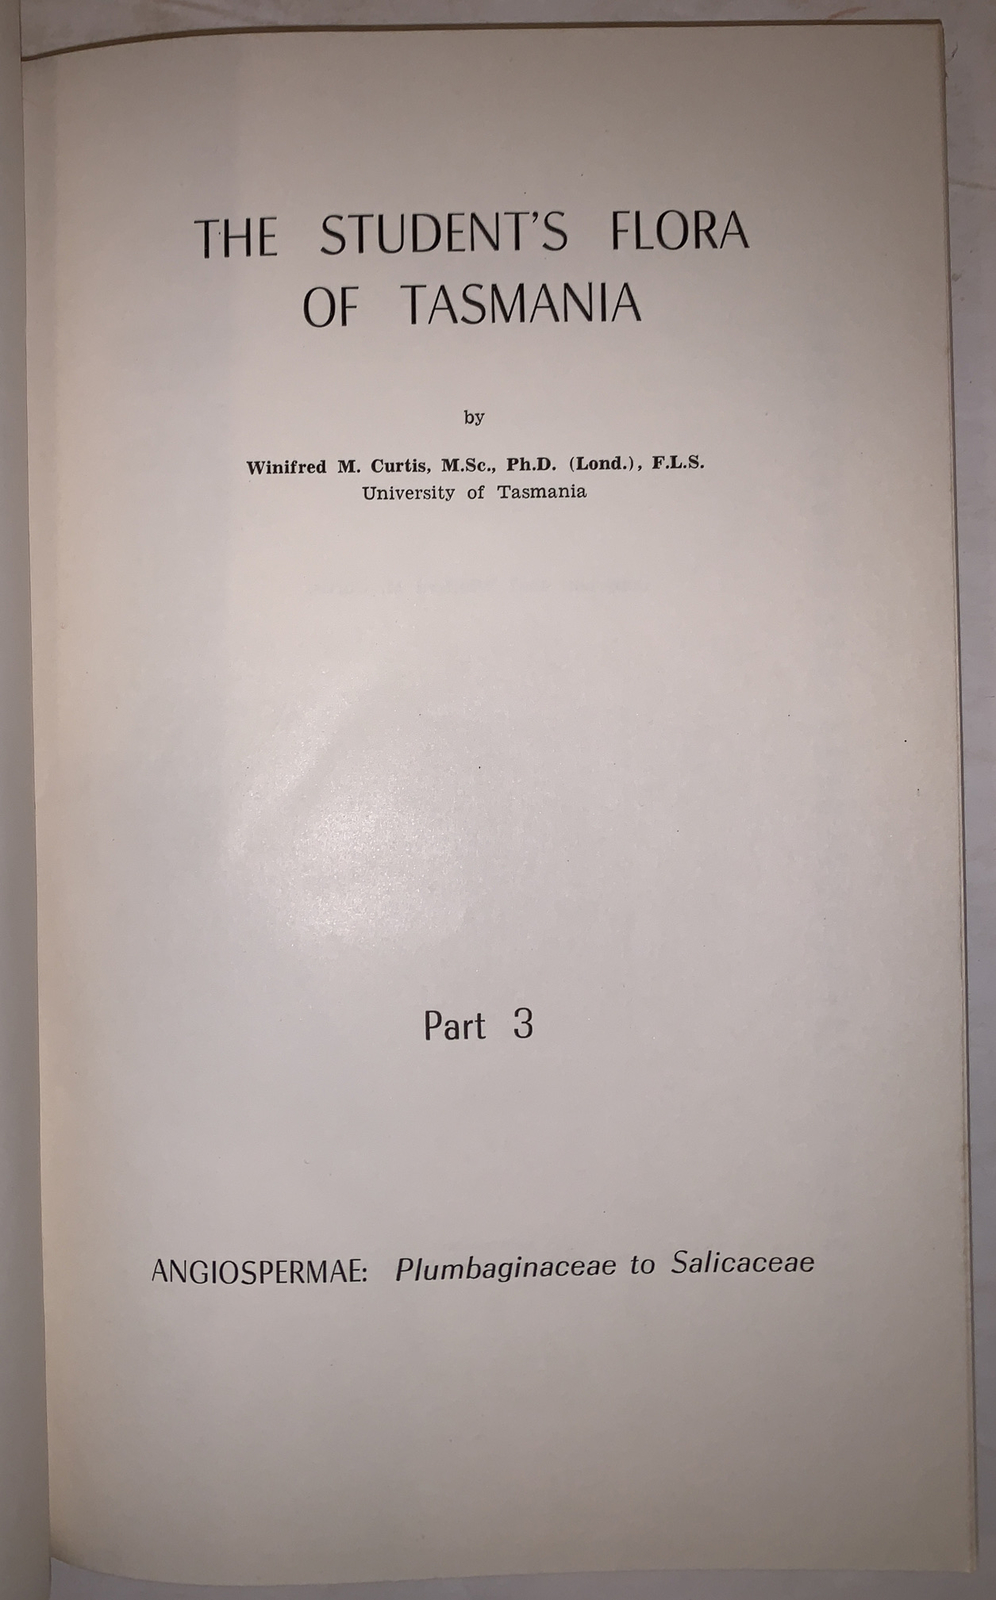 THE STUDENT'S FLORA
OF TASMANIA
by
Winifred M. Curtis, M.Sc., Ph.D. (Lond.), F.L.S.
University of Tasmania
Part 3
ANGIOSPERMAE: Plumbaginaceae to Salicaceae